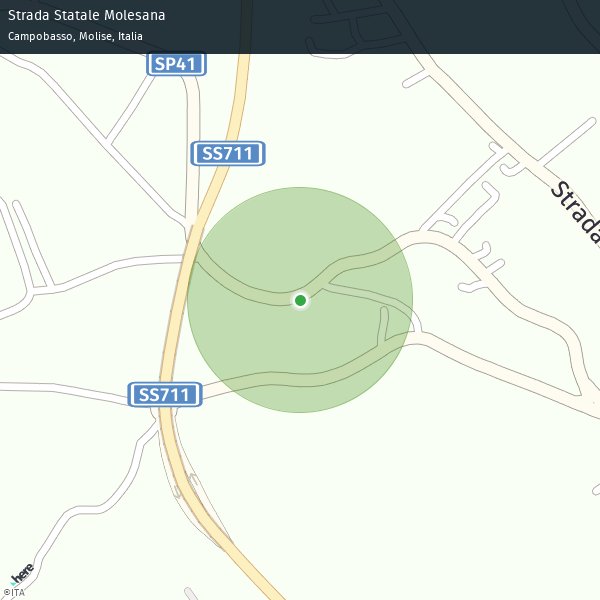 Strada Statale Molesana
Campobasso, Molise, Italia
SP41
SS711
Strada
SS711
here
©ITA